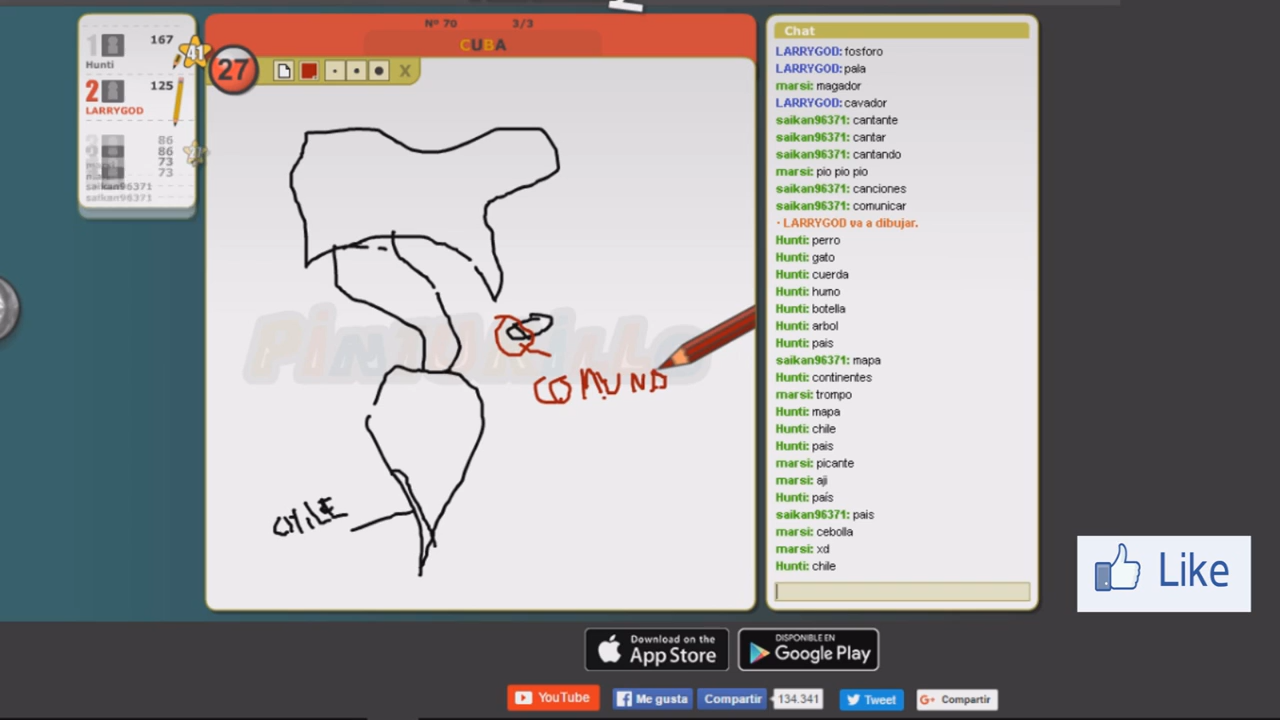 Nº 70 3/3
CUBA
1 167
Hunti
41
2 125
LARRYGOD
86
86
73
73
saikan96371
saikan96371
27
X
PINTURILLO
COMUND
CHILE
Chat
LARRYGOD: fosforo
LARRYGOD: pala
marsi: magador
LARRYGOD: cavador
saikan96371: cantante
saikan96371: cantar
saikan96371: cantando
marsi: pio pio pio
saikan96371: canciones
saikan96371: comunicar
· LARRYGOD va a dibujar.
Hunti: perro
Hunti: gato
Hunti: cuerda
Hunti: humo
Hunti: botella
Hunti: arbol
Hunti: pais
saikan96371: mapa
Hunti: continentes
marsi: trompo
Hunti: mapa
Hunti: chile
Hunti: pais
marsi: picante
marsi: aji
Hunti: país
saikan96371: pais
marsi: cebolla
marsi: xd
Hunti: chile
Like
Download on the
App Store
DISPONIBLE EN
Google Play
YouTube
Me gusta
Compartir
134.341
Tweet
G+ Compartir